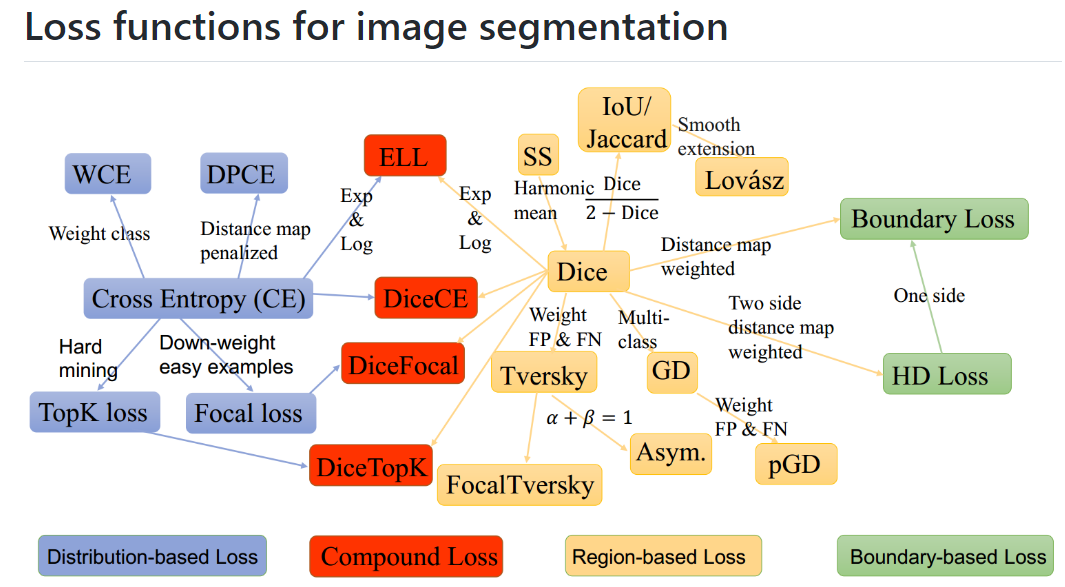 Loss functions for image segmentation
IoU/
Jaccard
Smooth
extension
ELL
SS
WCE
DPCE
Lovász
Harmonic
mean
Dice
2 − Dice
Exp
&
Log
Exp
&
Log
Weight class
Distance map
penalized
Boundary Loss
Distance map
weighted
Dice
Cross Entropy (CE)
DiceCE
One side
Two side
distance map
weighted
Weight
FP & FN
Multi-
class
Hard
mining
Down-weight
easy examples
DiceFocal
Tversky
GD
HD Loss
TopK loss
Focal loss
α + β = 1
Weight
FP & FN
Asym.
DiceTopK
FocalTversky
pGD
Distribution-based Loss
Compound Loss
Region-based Loss
Boundary-based Loss